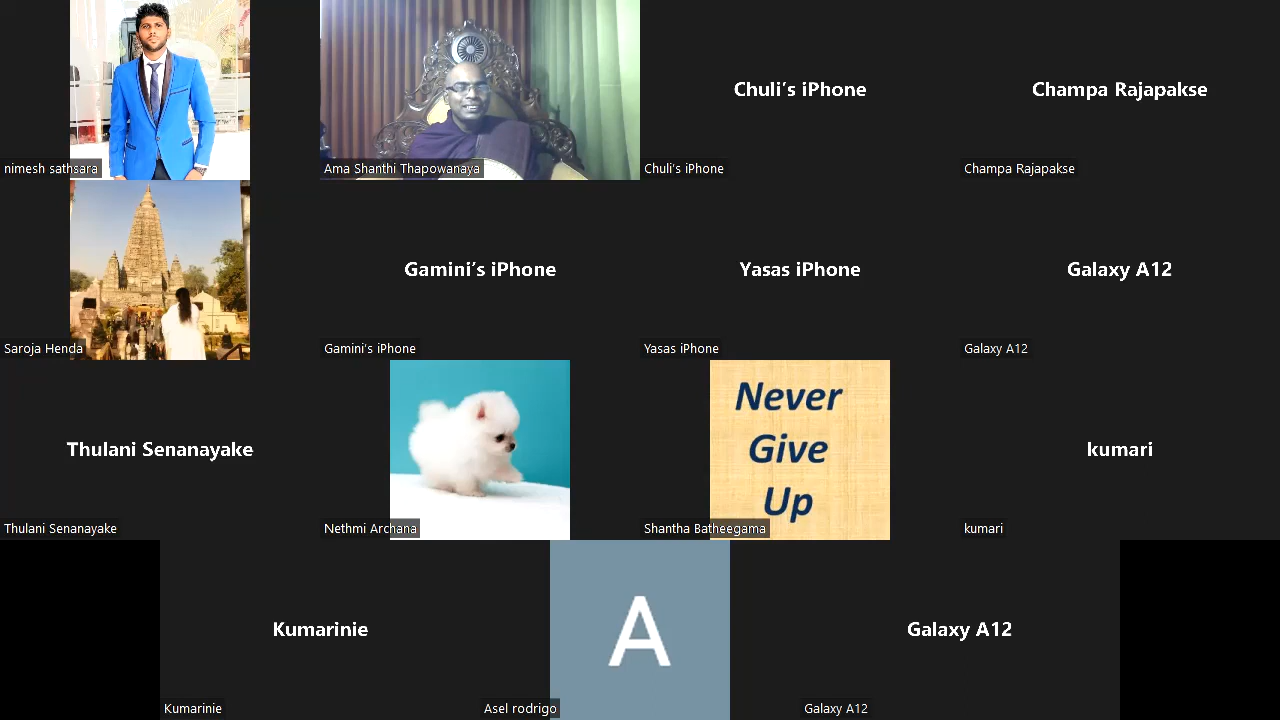 nimesh sathsara
Ama Shanthi Thapowanaya
Chuli's iPhone
Chuli's iPhone
Champa Rajapakse
Champa Rajapakse
Saroja Henda
Gamini's iPhone
Gamini's iPhone
Yasas iPhone
Yasas iPhone
Galaxy A12
Galaxy A12
Thulani Senanayake
Thulani Senanayake
Nethmi Archana
Never
Give
Up
Shantha Batheegama
kumari
kumari
Kumarinie
Kumarinie
A
Asel rodrigo
Galaxy A12
Galaxy A12